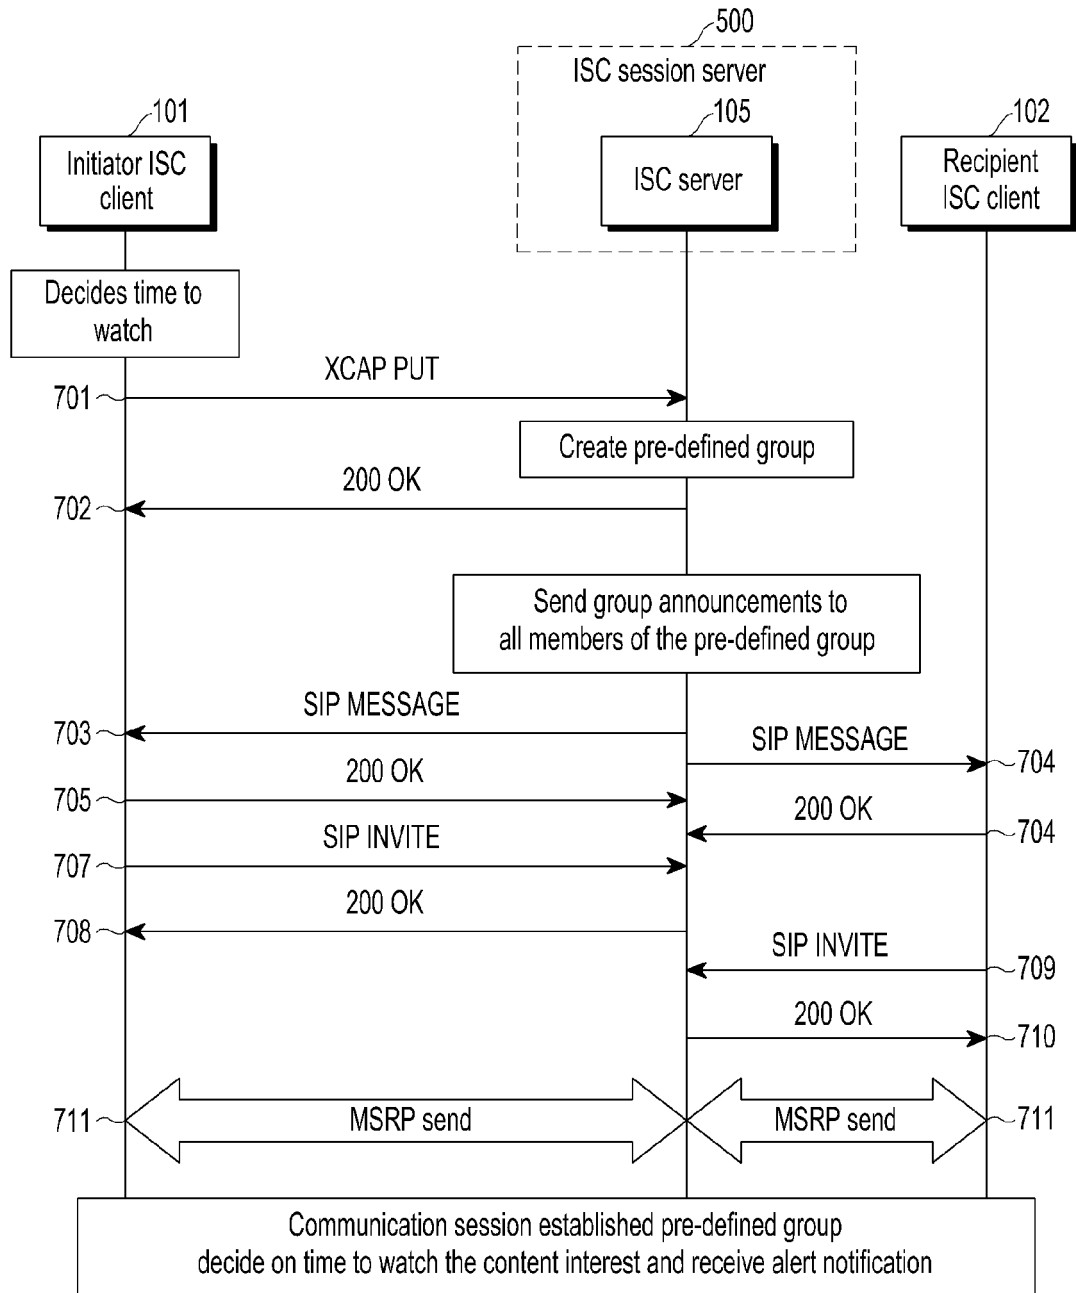 500
ISC session server
101
105
102
Initiator ISC
client
ISC server
Recipient
ISC client
Decides time to
watch
XCAP PUT
701
Create pre-defined group
200 OK
702
Send group announcements to
all members of the pre-defined group
SIP MESSAGE
703
SIP MESSAGE
704
200 OK
705
200 OK
704
SIP INVITE
707
200 OK
708
SIP INVITE
709
200 OK
710
711
MSRP send
MSRP send
711
Communication session established pre-defined group
decide on time to watch the content interest and receive alert notification